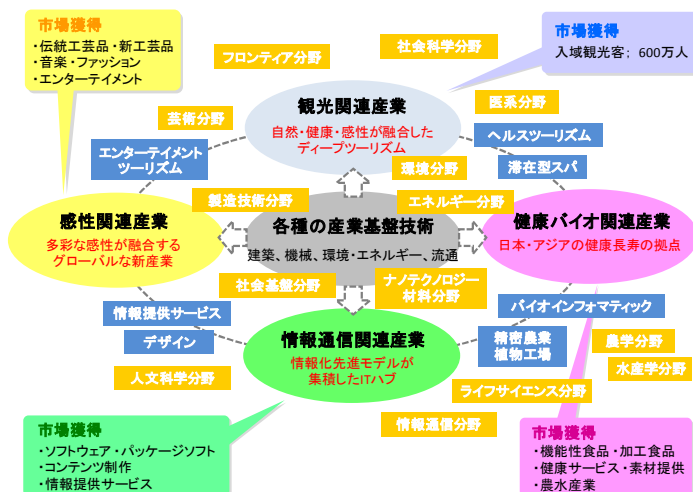 市場獲得
・伝統工芸品・新工芸品
・音楽・ファッション
・エンターテイメント
フロンティア分野
社会科学分野
市場獲得
入域観光客; 600万人
芸術分野
観光関連産業
自然・健康・感性が融合した
ディープツーリズム
医系分野
ヘルスツーリズム
エンターテイメント
ツーリズム
環境分野
滞在型スパ
製造技術分野
エネルギー分野
感性関連産業
多彩な感性が融合する
グローバルな新産業
各種の産業基盤技術
建築、機械、環境・エネルギー、流通
健康バイオ関連産業
日本・アジアの健康長寿の拠点
社会基盤分野
ナノテクノロジー
材料分野
情報提供サービス
デザイン
バイオインフォマティック
情報通信関連産業
情報化先進モデルが
集積したITハブ
精密農業
植物工場
農学分野
水産学分野
人文科学分野
ライフサイエンス分野
情報通信分野
市場獲得
・ソフトウェア・パッケージソフト
・コンテンツ制作
・情報提供サービス
市場獲得
・機能性食品・加工食品
・健康サービス・素材提供
・農水産業